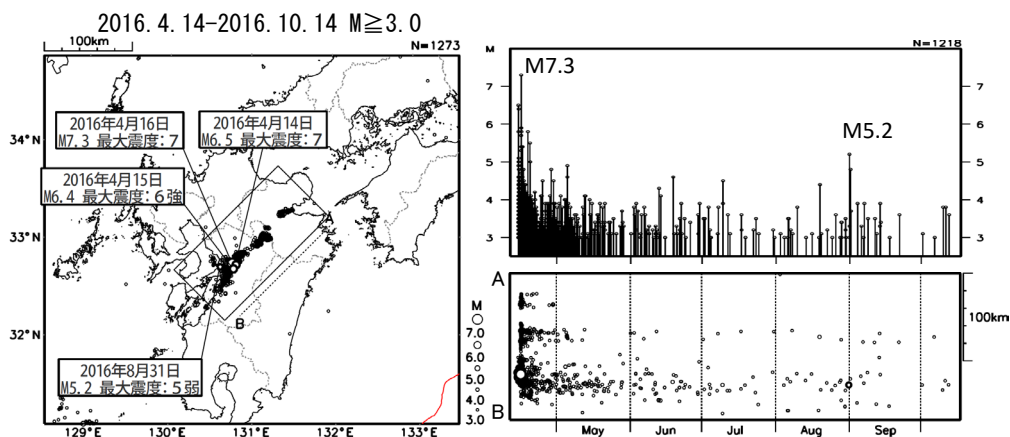 2016.4.14-2016.10.14 M≧3.0
100km
N=1273
34°N
33°N
32°N
129°E
130°E
131°E
132°E
133°E
2016年4月16日
M7.3 最大震度:7
2016年4月14日
M6.5 最大震度:7
2016年4月15日
M6.4 最大震度:6強
2016年8月31日
M5.2 最大震度:5弱
A
B
M
7.0
6.0
5.0
4.0
3.0
M
N=1218
M7.3
M5.2
7
6
5
4
3
7
6
5
4
3
A
B
100km
May
Jun
Jul
Aug
Sep